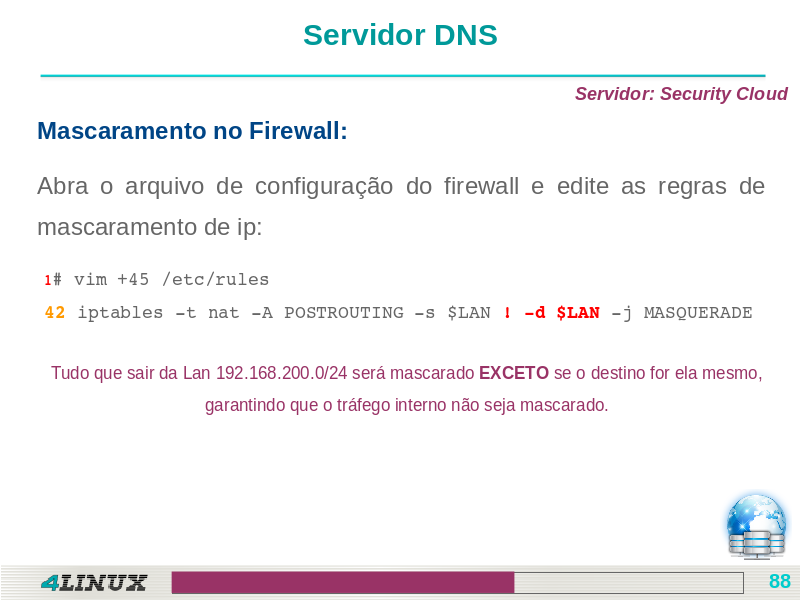 Servidor DNS
Servidor: Security Cloud
Mascaramento no Firewall:
Abra o arquivo de configuração do firewall e edite as regras de
mascaramento de ip:
1# vim +45 /etc/rules
42 iptables -t nat -A POSTROUTING -s $LAN ! -d $LAN -j MASQUERADE
Tudo que sair da Lan 192.168.200.0/24 será mascarado EXCETO se o destino for ela mesmo,
garantindo que o tráfego interno não seja mascarado.
4LINUX
88